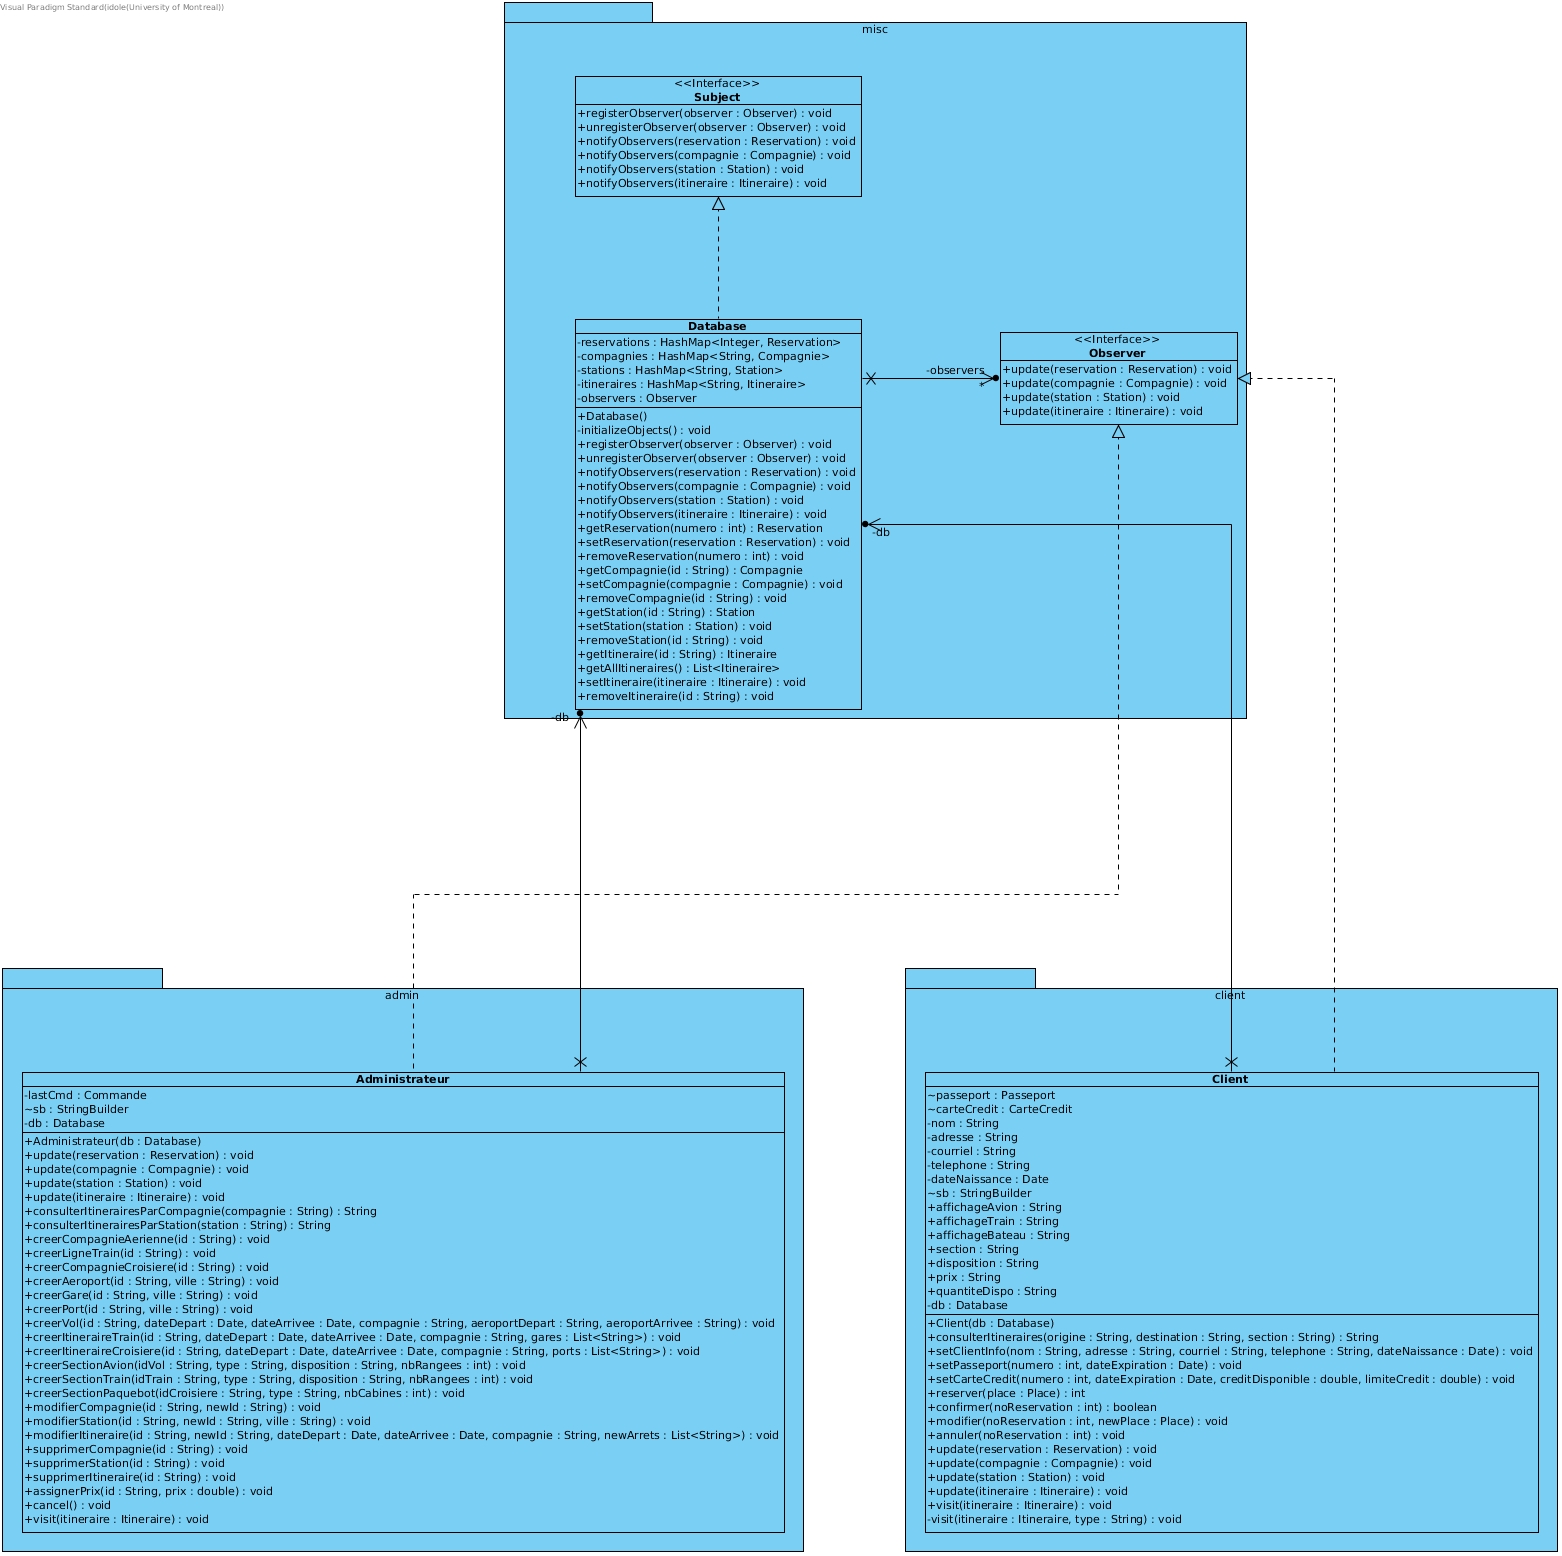 Visual Paradigm Standard(idole(University of Montreal))
misc
<<Interface>>
Subject
+registerObserver(observer : Observer) : void
+unregisterObserver(observer : Observer) : void
+notifyObservers(reservation : Reservation) : void
+notifyObservers(compagnie : Compagnie) : void
+notifyObservers(station : Station) : void
+notifyObservers(itineraire : Itineraire) : void
Database
-reservations : HashMap<Integer, Reservation>
-compagnies : HashMap<String, Compagnie>
-stations : HashMap<String, Station>
-itineraires : HashMap<String, Itineraire>
-observers : Observer
+Database()
-initializeObjects() : void
+registerObserver(observer : Observer) : void
+unregisterObserver(observer : Observer) : void
+notifyObservers(reservation : Reservation) : void
+notifyObservers(compagnie : Compagnie) : void
+notifyObservers(station : Station) : void
+notifyObservers(itineraire : Itineraire) : void
+getReservation(numero : int) : Reservation
+setReservation(reservation : Reservation) : void
+removeReservation(numero : int) : void
+getCompagnie(id : String) : Compagnie
+setCompagnie(compagnie : Compagnie) : void
+removeCompagnie(id : String) : void
+getStation(id : String) : Station
+setStation(station : Station) : void
+removeStation(id : String) : void
+getItineraire(id : String) : Itineraire
+getAllItineraires() : List<Itineraire>
+setItineraire(itineraire : Itineraire) : void
+removeItineraire(id : String) : void
-observers
*
<<Interface>>
Observer
+update(reservation : Reservation) : void
+update(compagnie : Compagnie) : void
+update(station : Station) : void
+update(itineraire : Itineraire) : void
-db
-db
admin
Administrateur
-lastCmd : Commande
~sb : StringBuilder
-db : Database
+Administrateur(db : Database)
+update(reservation : Reservation) : void
+update(compagnie : Compagnie) : void
+update(station : Station) : void
+update(itineraire : Itineraire) : void
+consulterItinerairesParCompagnie(compagnie : String) : String
+consulterItinerairesParStation(station : String) : String
+creerCompagnieAerienne(id : String) : void
+creerLigneTrain(id : String) : void
+creerCompagnieCroisiere(id : String) : void
+creerAeroport(id : String, ville : String) : void
+creerGare(id : String, ville : String) : void
+creerPort(id : String, ville : String) : void
+creerVol(id : String, dateDepart : Date, dateArrivee : Date, compagnie : String, aeroportDepart : String, aeroportArrivee : String) : void
+creerItineraireTrain(id : String, dateDepart : Date, dateArrivee : Date, compagnie : String, gares : List<String>) : void
+creerItineraireCroisiere(id : String, dateDepart : Date, dateArrivee : Date, compagnie : String, ports : List<String>) : void
+creerSectionAvion(idVol : String, type : String, disposition : String, nbRangees : int) : void
+creerSectionTrain(idTrain : String, type : String, disposition : String, nbRangees : int) : void
+creerSectionPaquebot(idCroisiere : String, type : String, nbCabines : int) : void
+modifierCompagnie(id : String, newId : String) : void
+modifierStation(id : String, newId : String, ville : String) : void
+modifierItineraire(id : String, newId : String, dateDepart : Date, dateArrivee : Date, compagnie : String, newArrets : List<String>) : void
+supprimerCompagnie(id : String) : void
+supprimerStation(id : String) : void
+supprimerItineraire(id : String) : void
+assignerPrix(id : String, prix : double) : void
+cancel() : void
+visit(itineraire : Itineraire) : void
client
Client
~passeport : Passeport
~carteCredit : CarteCredit
-nom : String
-adresse : String
-courriel : String
-telephone : String
-dateNaissance : Date
~sb : StringBuilder
+affichageAvion : String
+affichageTrain : String
+affichageBateau : String
+section : String
+disposition : String
+prix : String
+quantiteDispo : String
-db : Database
+Client(db : Database)
+consulterItineraires(origine : String, destination : String, section : String) : String
+setClientInfo(nom : String, adresse : String, courriel : String, telephone : String, dateNaissance : Date) : void
+setPasseport(numero : int, dateExpiration : Date) : void
+setCarteCredit(numero : int, dateExpiration : Date, creditDisponible : double, limiteCredit : double) : void
+reserver(place : Place) : int
+confirmer(noReservation : int) : boolean
+modifier(noReservation : int, newPlace : Place) : void
+annuler(noReservation : int) : void
+update(reservation : Reservation) : void
+update(compagnie : Compagnie) : void
+update(station : Station) : void
+update(itineraire : Itineraire) : void
+visit(itineraire : Itineraire) : void
-visit(itineraire : Itineraire, type : String) : void